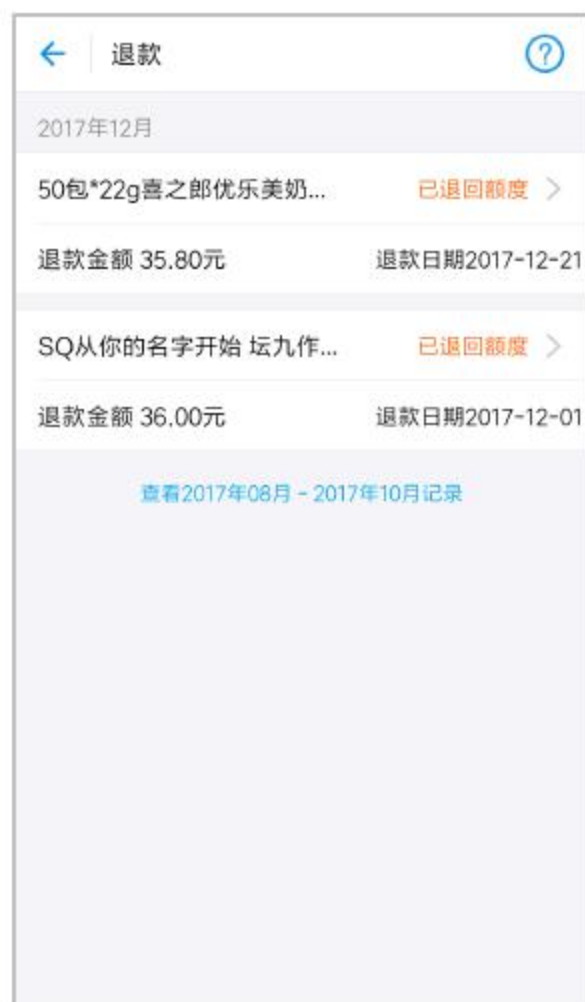 退款
2017年12月
50包*22g喜之郎优乐美奶... 已退回额度
退款金额 35.80元 退款日期2017-12-21
SQ从你的名字开始 坛九作... 已退回额度
退款金额 36.00元 退款日期2017-12-01
查看2017年08月 - 2017年10月记录